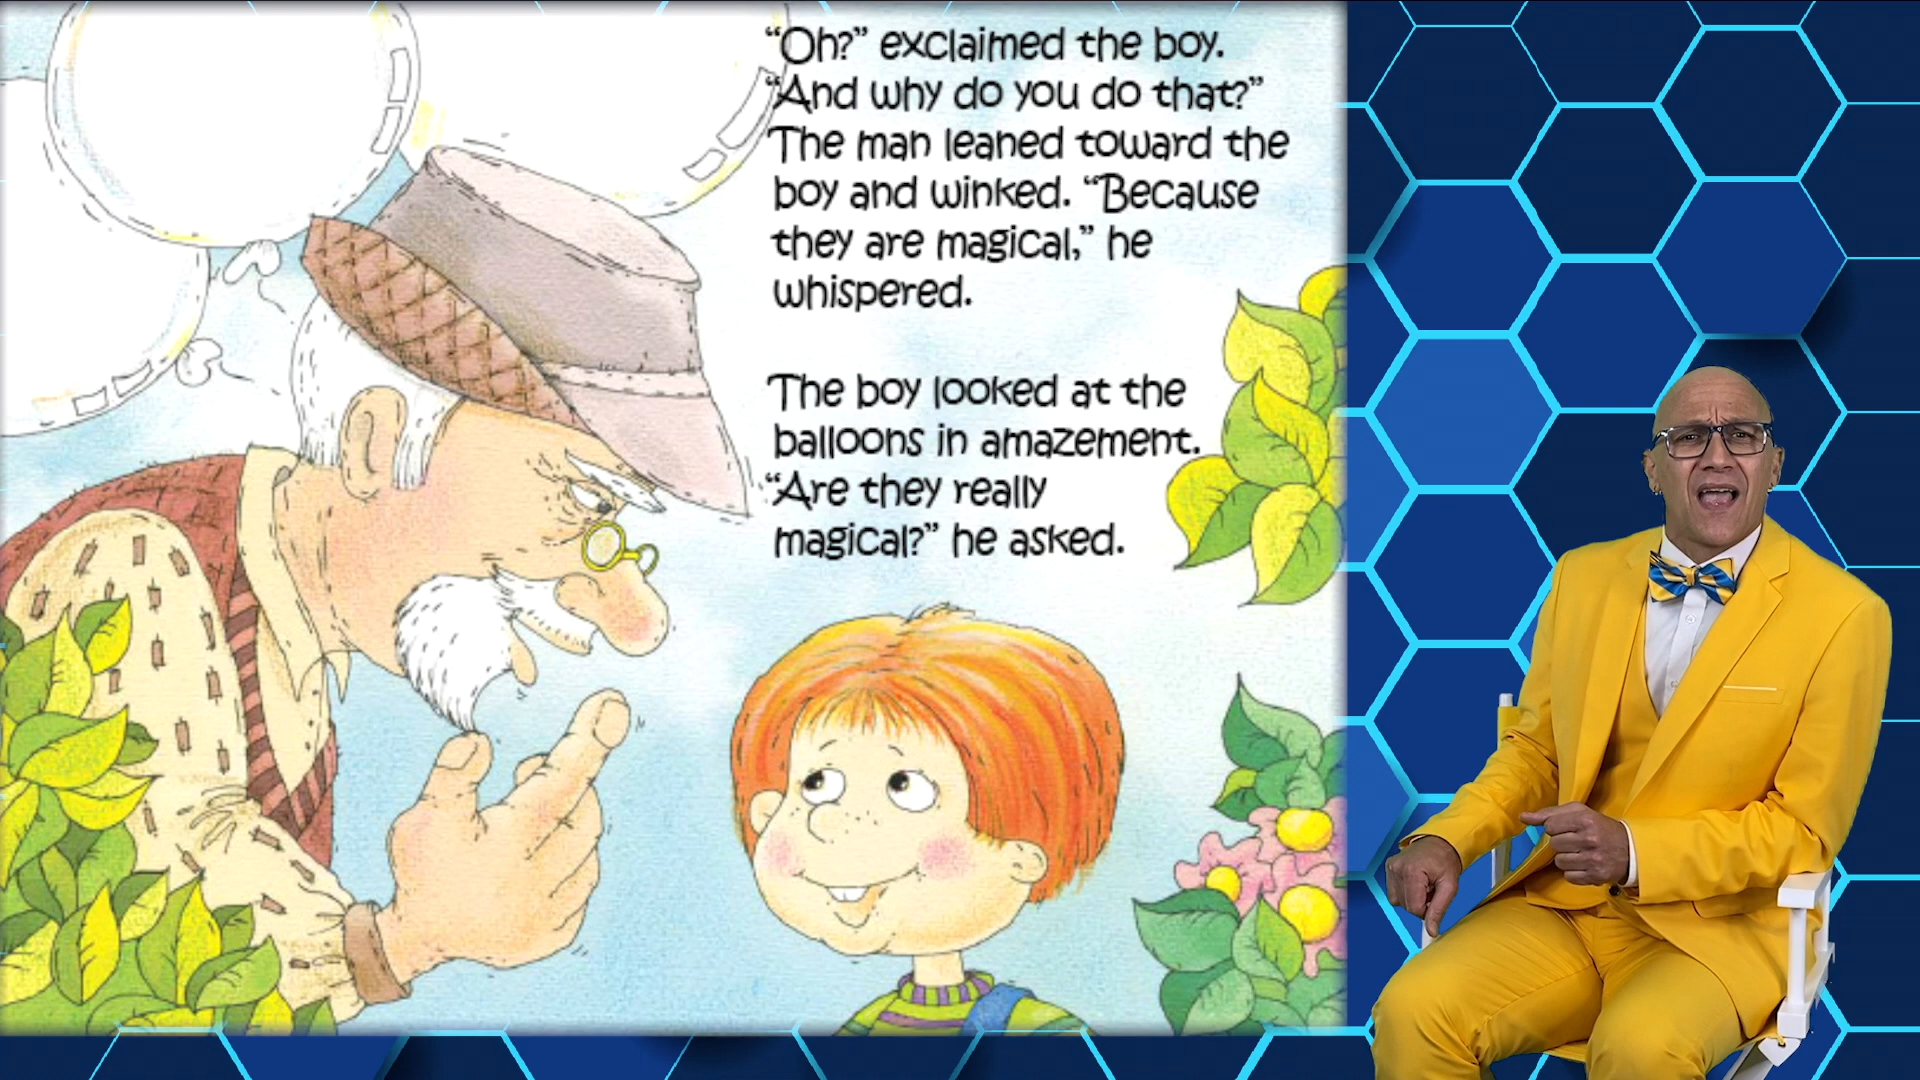 “Oh?” exclaimed the boy.
“And why do you do that?”
The man leaned toward the
boy and winked. “Because
they are magical,” he
whispered.
The boy looked at the
balloons in amazement.
“Are they really
magical?” he asked.